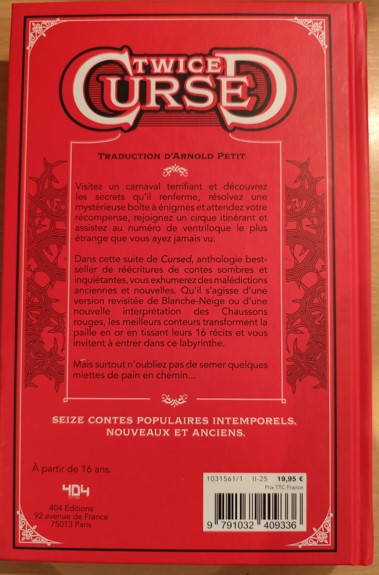 TWICE
CURSED
TRADUCTION D'ARNOLD PETIT
Visitez un carnaval terrifiant et découvrez
les secrets qu'il renferme, résolvez une
mystérieuse boîte à énigmes et attendez votre
récompense, rejoignez un cirque itinérant et
assistez au numéro de ventriloque le plus
étrange que vous ayez jamais vu.
Dans cette suite de Cursed, anthologie best-
seller de réécritures de contes sombres et
inquiétantes, vous exhumerez des malédictions
anciennes et nouvelles. Qu'il s'agisse d'une
version revisitée de Blanche-Neige ou d'une
nouvelle interprétation des Chaussons
rouges, les meilleurs conteurs transforment la
paille en or en tissant leurs 16 récits et vous
invitent à entrer dans ce labyrinthe.
Mais surtout n'oubliez pas de semer quelques
miettes de pain en chemin...
SEIZE CONTES POPULAIRES INTEMPORELS,
NOUVEAUX ET ANCIENS.
À partir de 16 ans.
404
404 Editions
92 avenue de France
75013 Paris
1031561/1 II-25 19,95 €
Prix TTC France
9 791032 409336